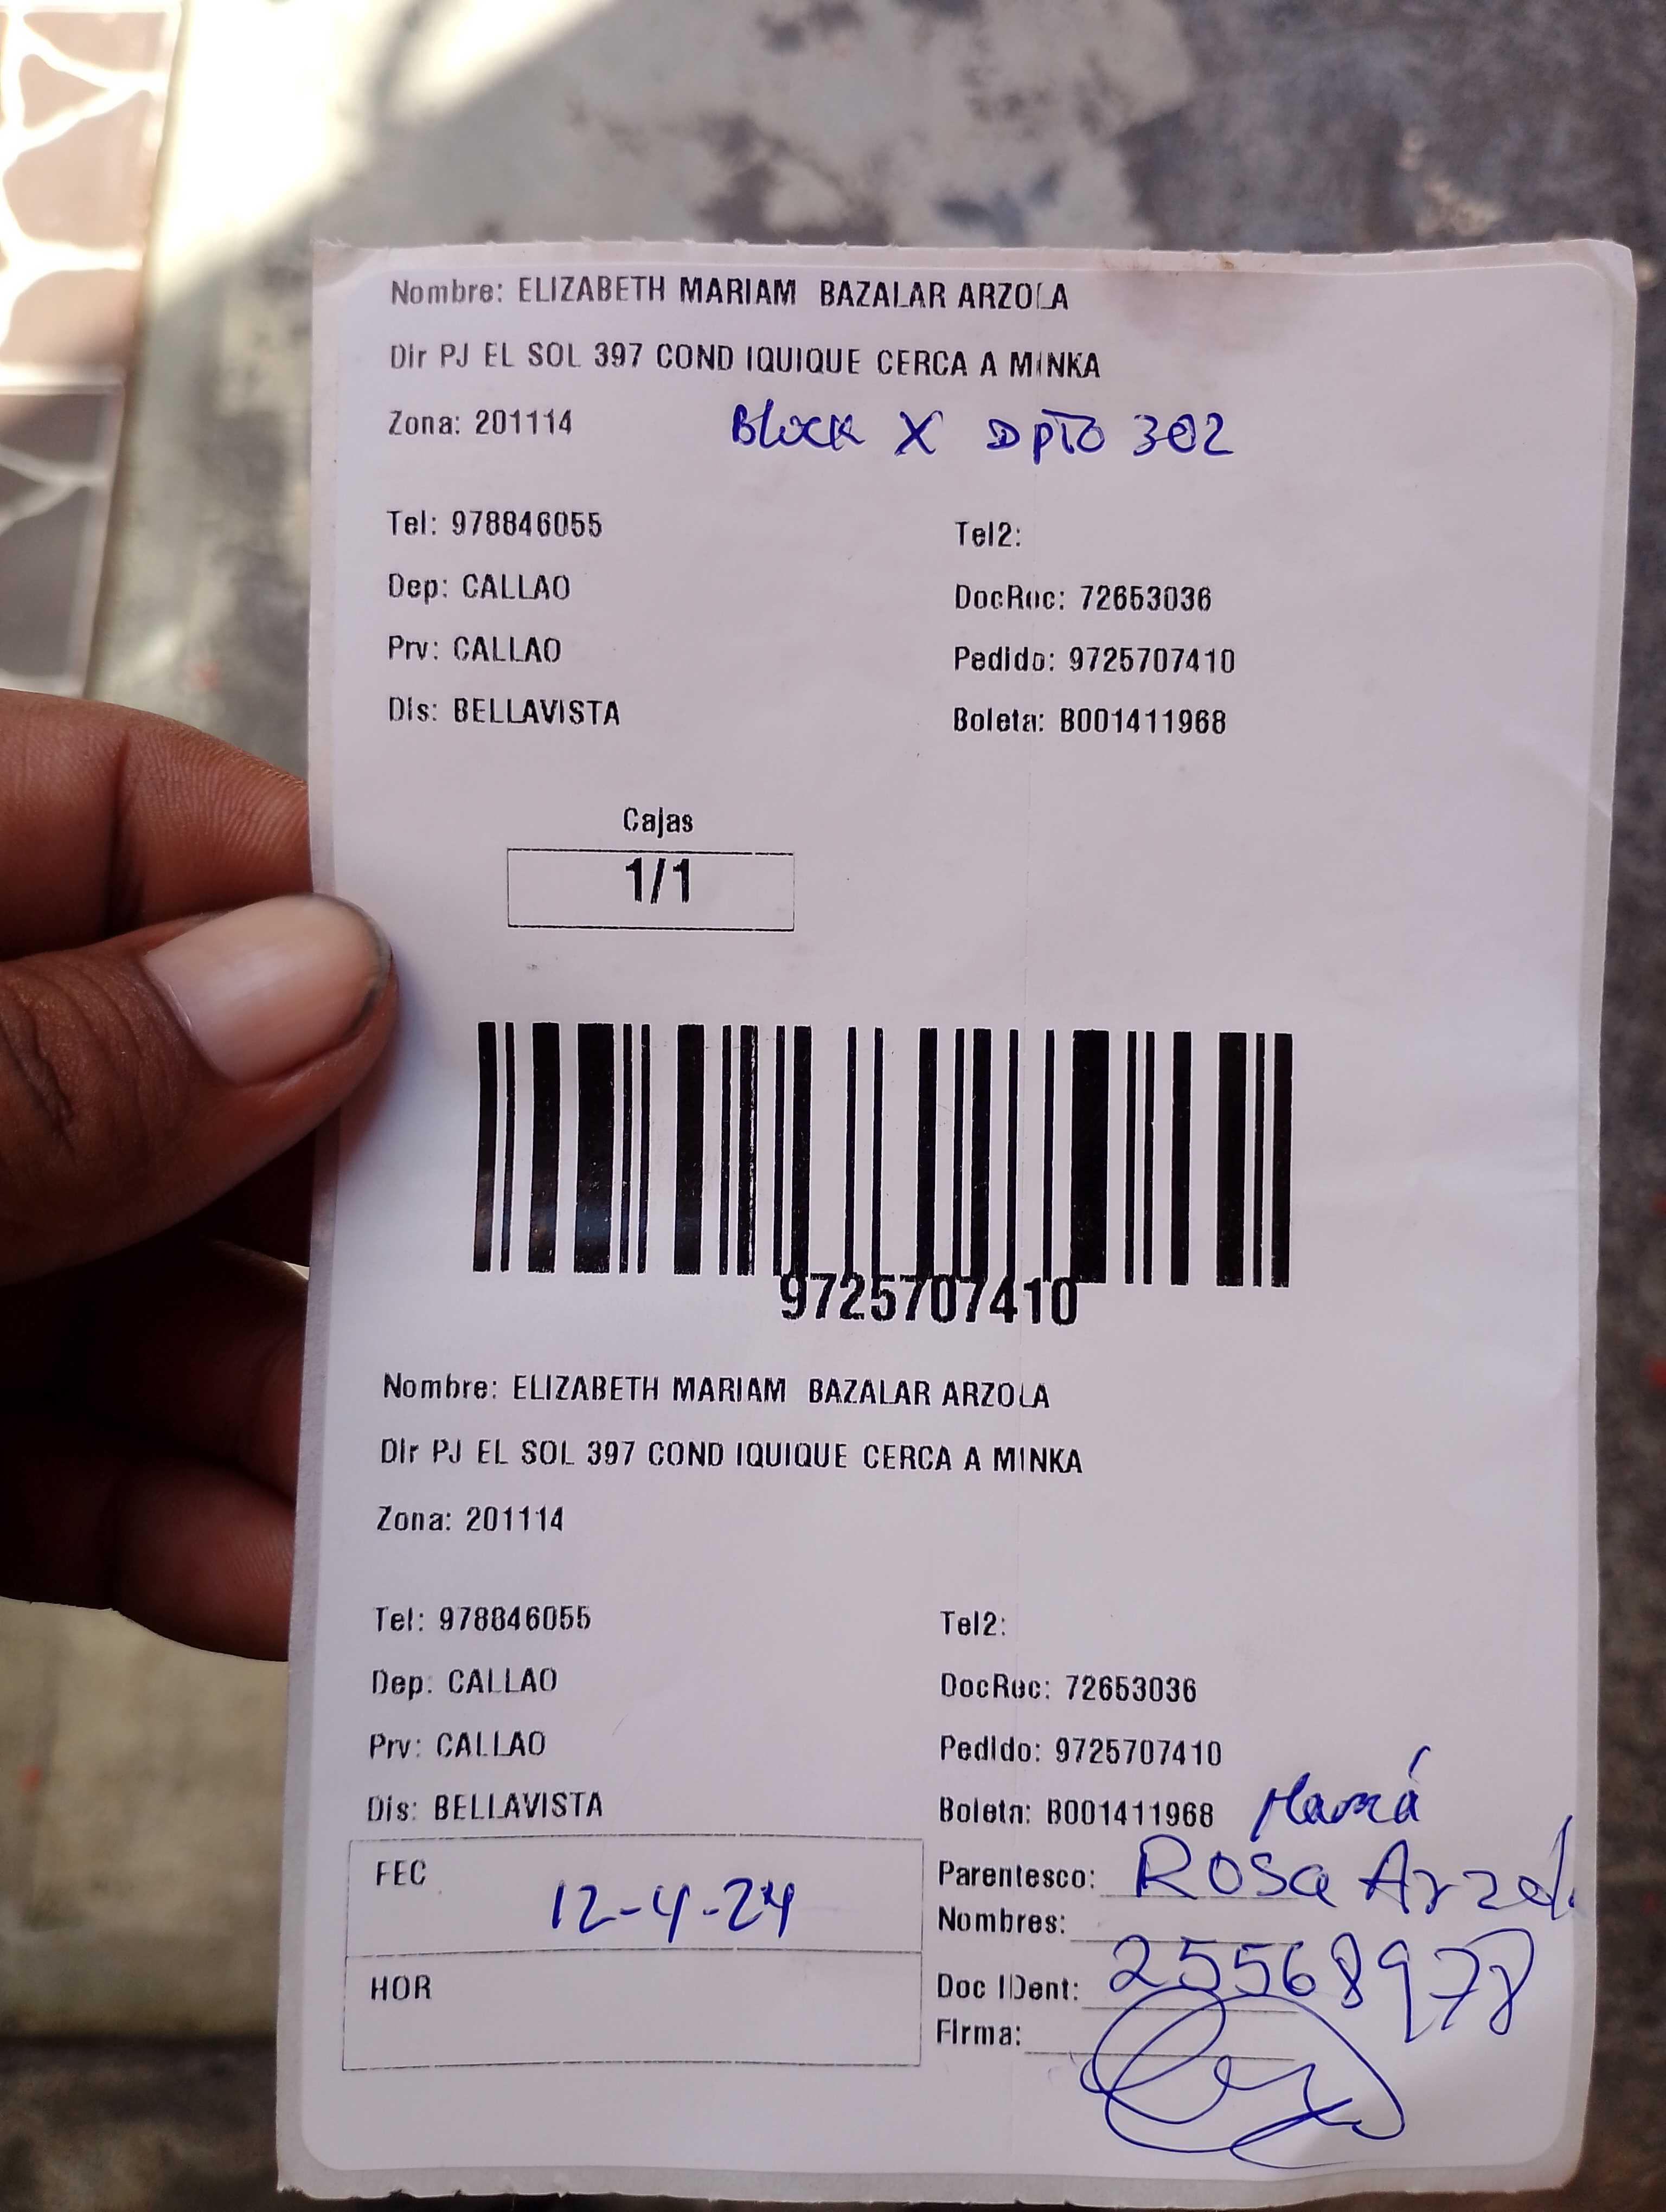 Nombre: ELIZABETH MARIAM BAZALAR ARZOLA
Dir PJ EL SOL 397 COND IQUIQUE CERCA A MINKA
Zona: 201114
Block X DPTO 302
Tel: 978846055
Tel2:
Dep: CALLAO
DocRuc: 72653036
Prv: CALLAO
Pedido: 9725707410
Dis: BELLAVISTA
Boleta: B001411968
Cajas
1/1
9725707410
Nombre: ELIZABETH MARIAM BAZALAR ARZOLA
Dir PJ EL SOL 397 COND IQUIQUE CERCA A MINKA
Zona: 201114
Tel: 978846055
Tel2:
Dep: CALLAO
DocRuc: 72653036
Prv: CALLAO
Pedido: 9725707410
Dis: BELLAVISTA
Boleta: B001411968 Mamá
FEC 12-4-24
Parentesco: Rosa
Nombres:
HOR
Doc IDent: 25568978
Firma: